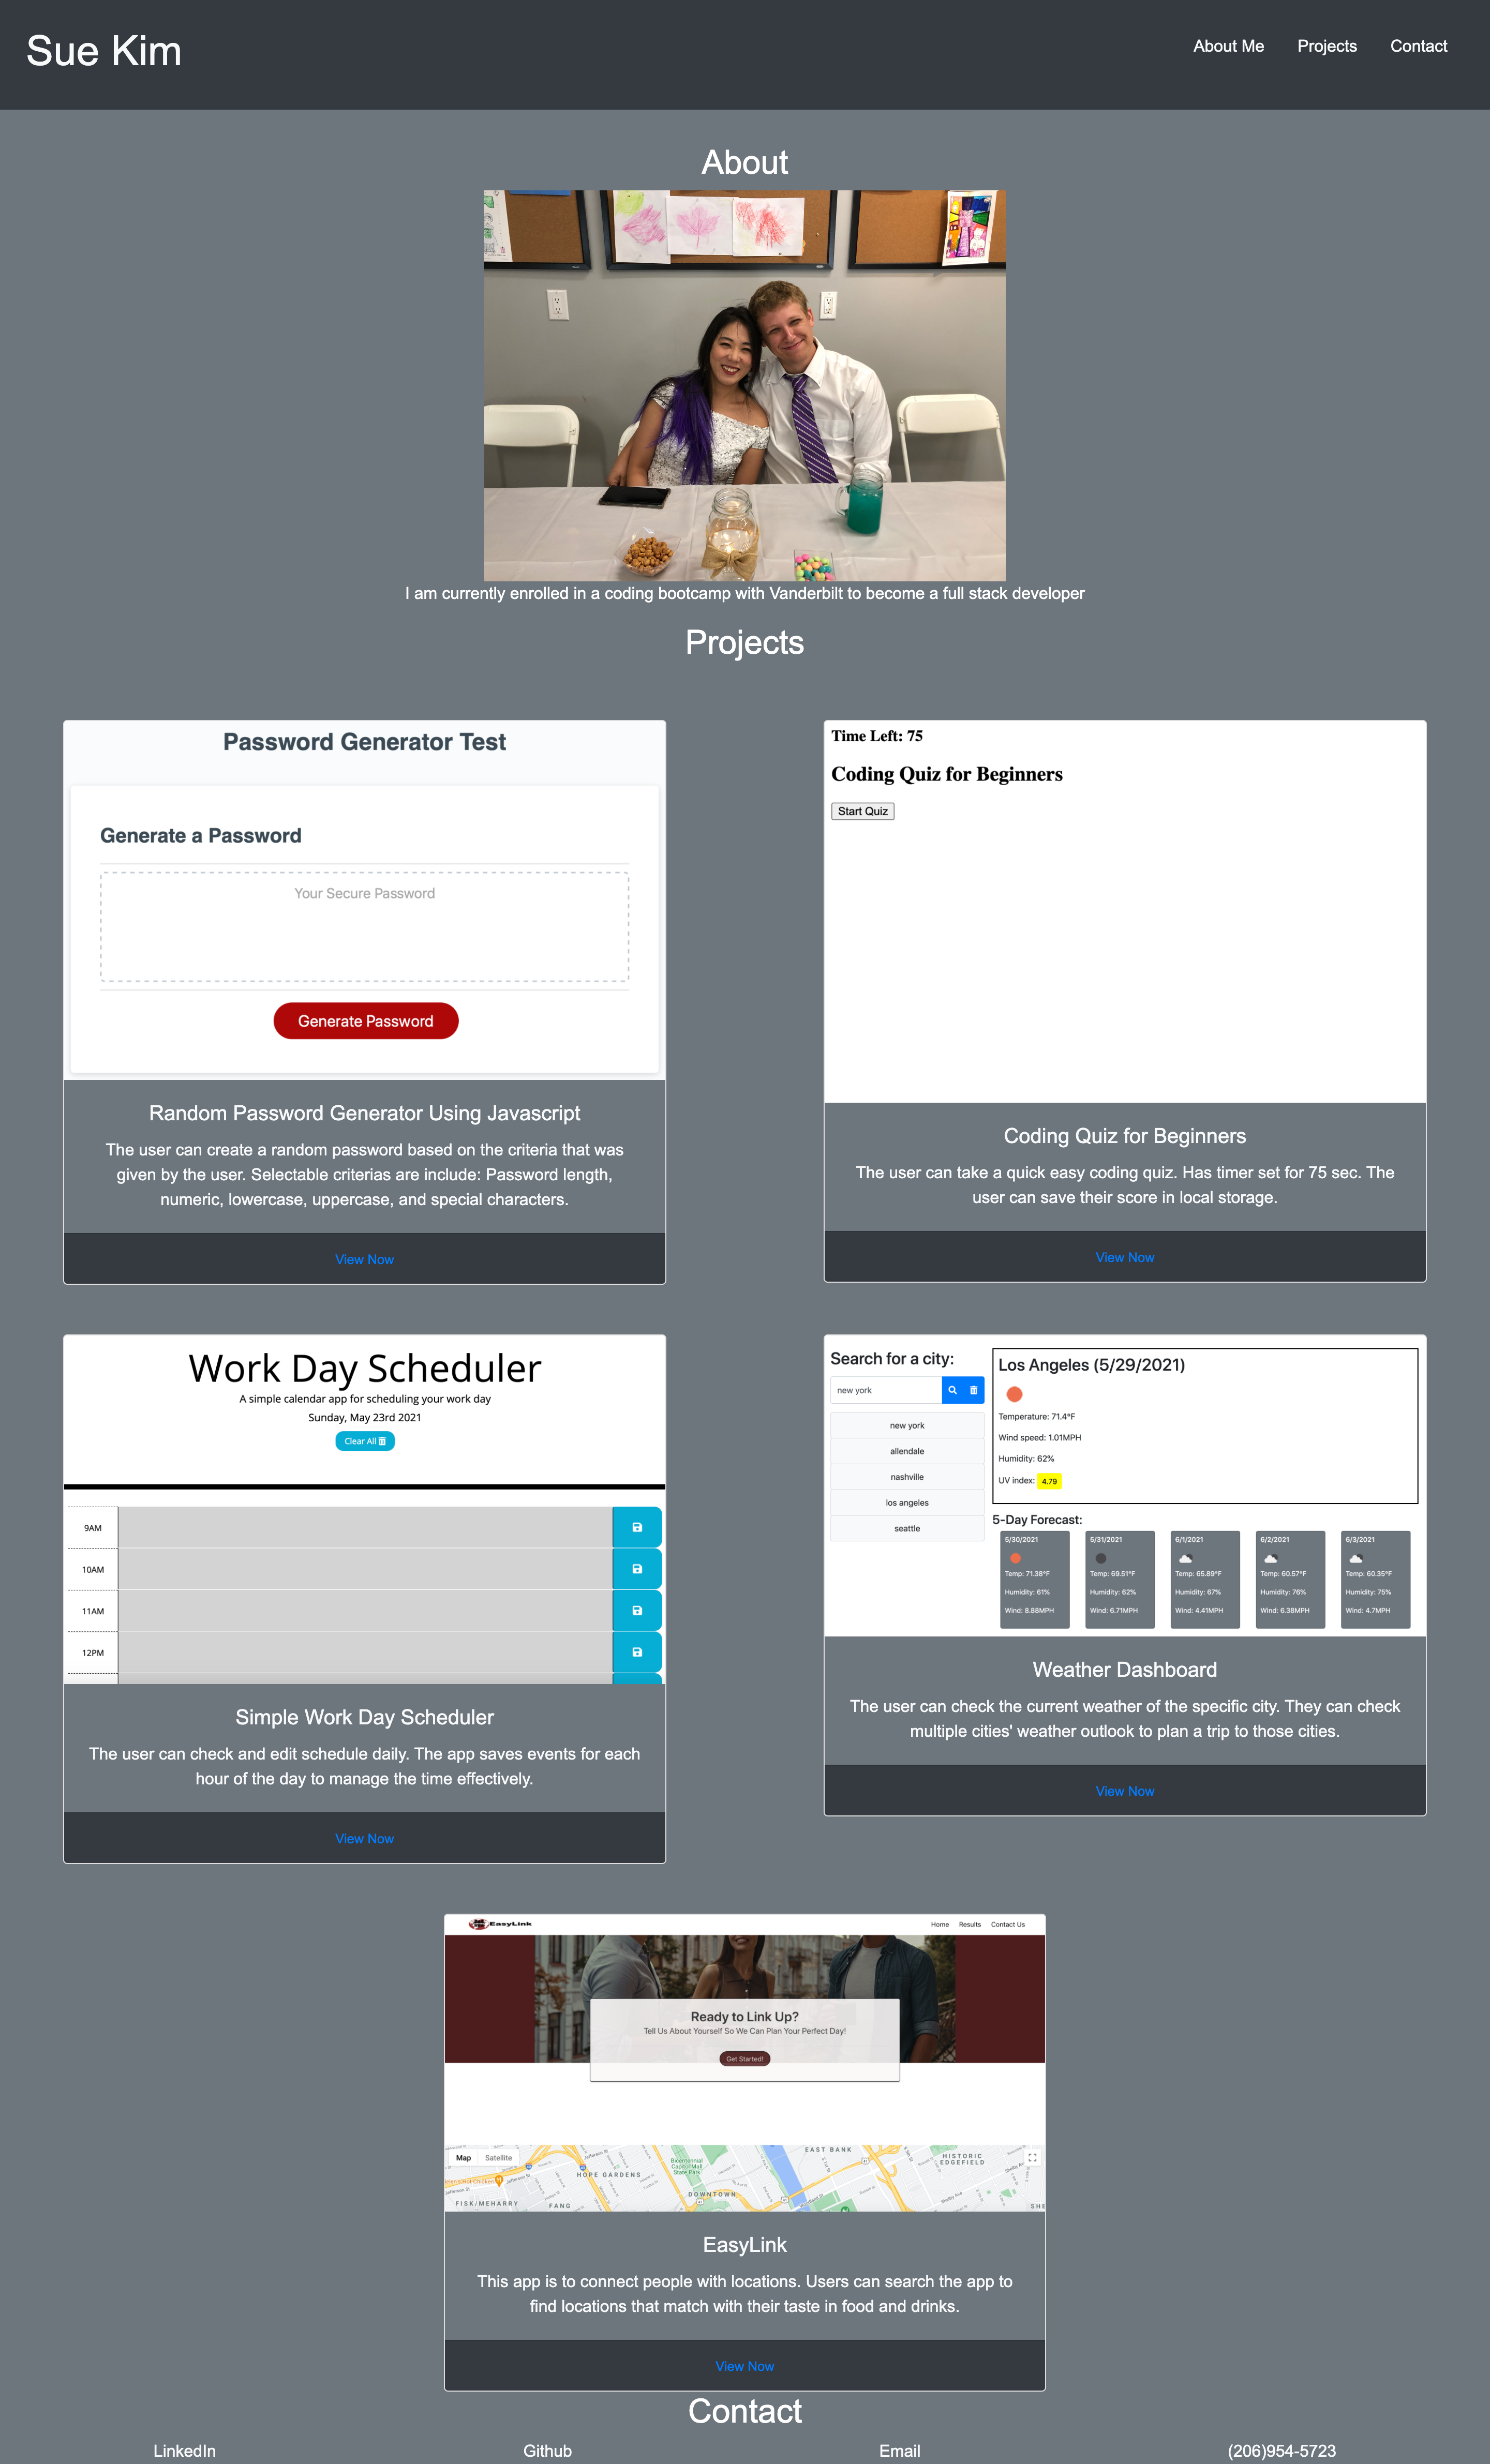 Sue Kim
About Me
Projects
Contact
About
I am currently enrolled in a coding bootcamp with Vanderbilt to become a full stack developer
Projects
Password Generator Test
Generate a Password
Your Secure Password
Generate Password
Random Password Generator Using Javascript
The user can create a random password based on the criteria that was
given by the user. Selectable criterias are include: Password length,
numeric, lowercase, uppercase, and special characters.
View Now
Time Left: 75
Coding Quiz for Beginners
Start Quiz
Coding Quiz for Beginners
The user can take a quick easy coding quiz. Has timer set for 75 sec. The
user can save their score in local storage.
View Now
Work Day Scheduler
A simple calendar app for scheduling your work day
Sunday, May 23rd 2021
Clear All
9AM
10AM
11AM
12PM
Simple Work Day Scheduler
The user can check and edit schedule daily. The app saves events for each
hour of the day to manage the time effectively.
View Now
Search for a city:
new york
new york
allendale
nashville
los angeles
seattle
Los Angeles (5/29/2021)
Temperature: 71.4°F
Wind speed: 1.01MPH
Humidity: 62%
UV index: 4.79
5-Day Forecast:
5/30/2021
Temp: 71.38°F
Humidity: 61%
Wind: 8.88MPH
5/31/2021
Temp: 69.51°F
Humidity: 62%
Wind: 6.71MPH
6/1/2021
Temp: 65.89°F
Humidity: 67%
Wind: 4.41MPH
6/2/2021
Temp: 60.57°F
Humidity: 76%
Wind: 6.38MPH
6/3/2021
Temp: 60.35°F
Humidity: 75%
Wind: 4.7MPH
Weather Dashboard
The user can check the current weather of the specific city. They can check
multiple cities' weather outlook to plan a trip to those cities.
View Now
EasyLink
Home
Results
Contact Us
Ready to Link Up?
Tell Us About Yourself So We Can Plan Your Perfect Day!
Get Started!
Map
Satellite
EAST BANK
HISTORIC
EDGEFIELD
Bicentennial
Capitol Mall
State Park
HOPE GARDENS
DOWNTOWN
FISK/MEHARRY
FANG
SHE
EasyLink
This app is to connect people with locations. Users can search the app to
find locations that match with their taste in food and drinks.
View Now
Contact
LinkedIn
Github
Email
(206)954-5723